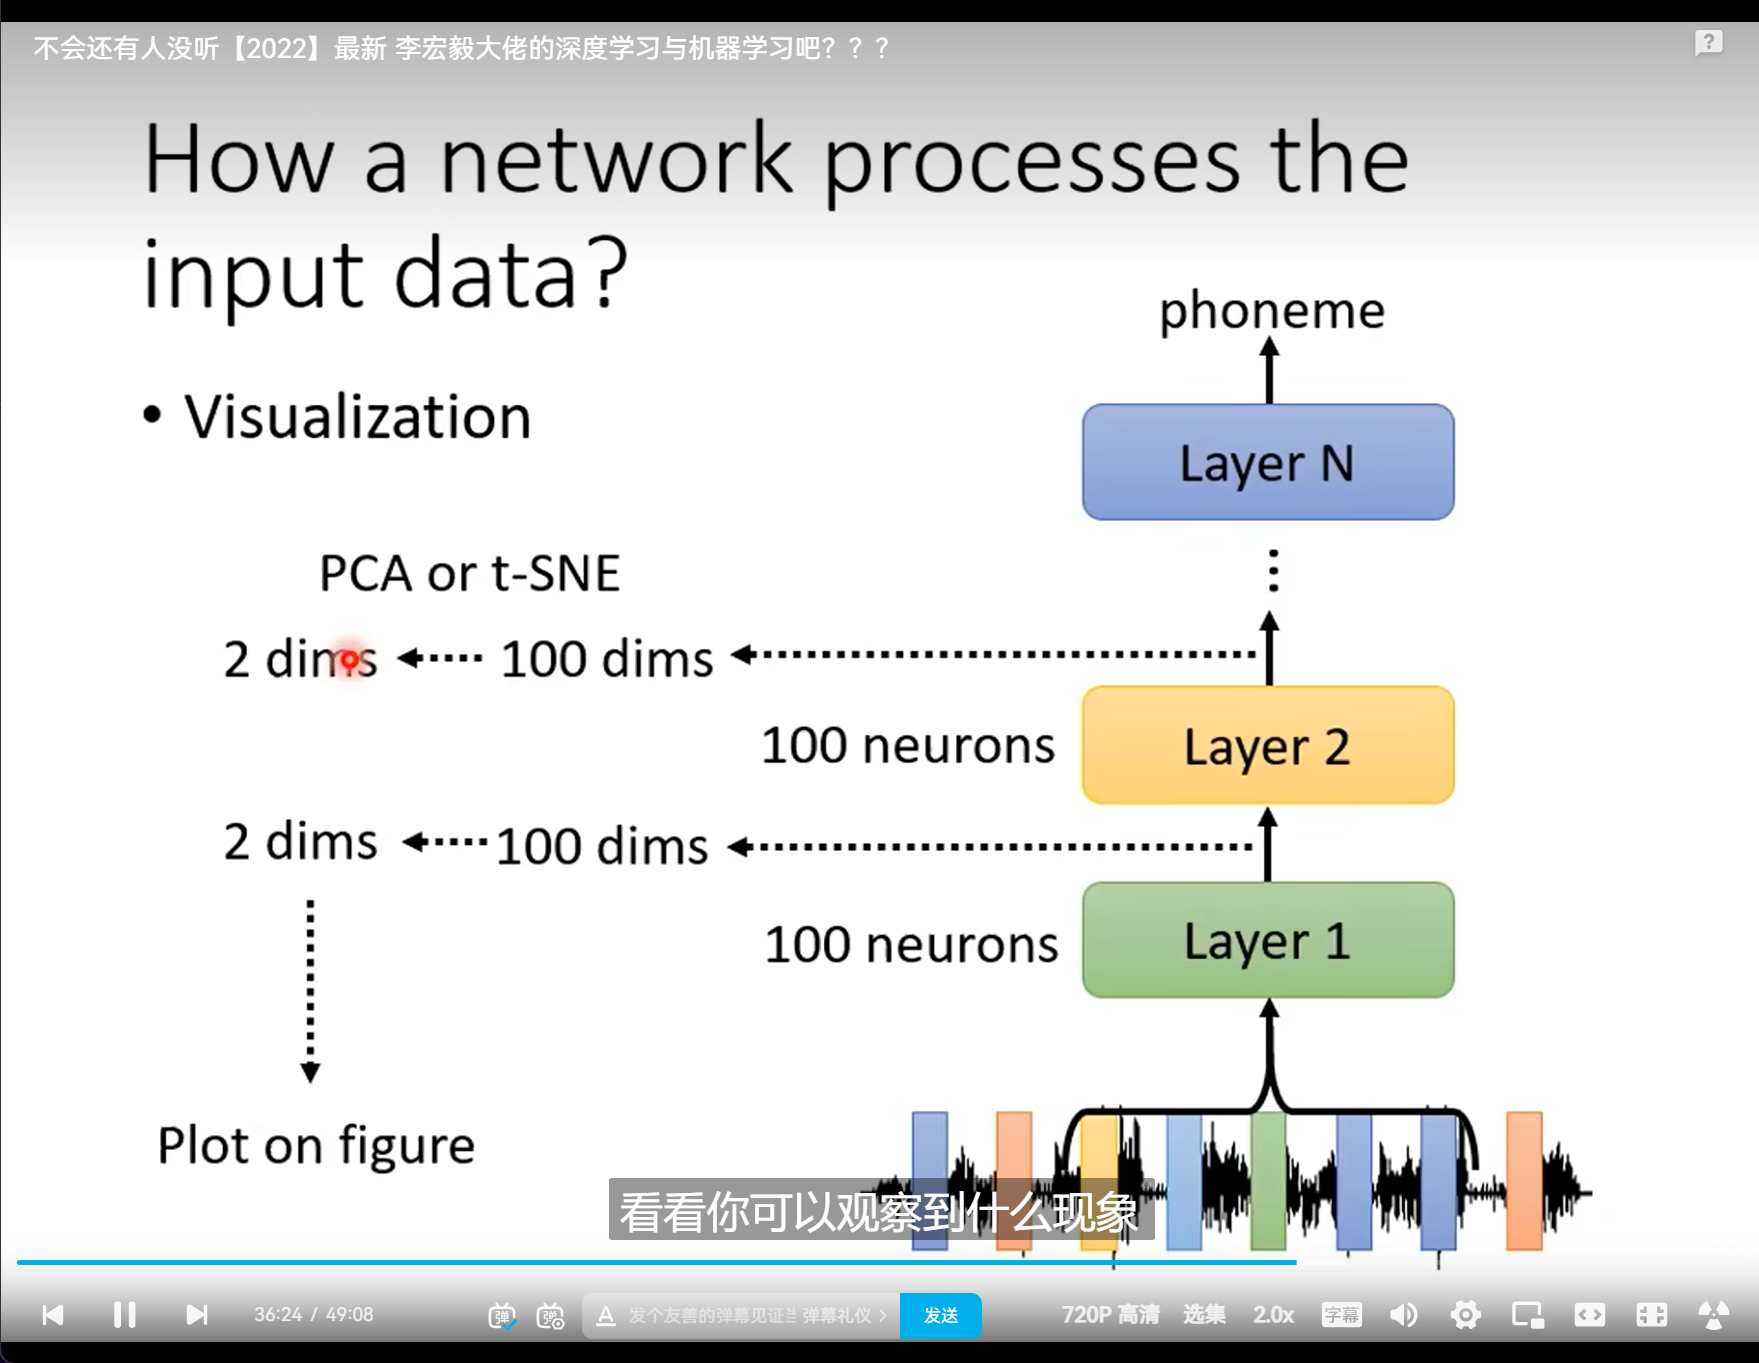 不会还有人没听【2022】最新 李宏毅大佬的深度学习与机器学习吧？？？
How a network processes the
input data?
phoneme
• Visualization
Layer N
PCA or t-SNE
2 dims
100 dims
100 neurons
Layer 2
2 dims
100 dims
100 neurons
Layer 1
Plot on figure
看看你可以观察到什么现象
36:24 / 49:08
弹
弹
A
发个友善的弹幕见证
弹幕礼仪 >
发送
720P 高清
选集
2.0x
字幕